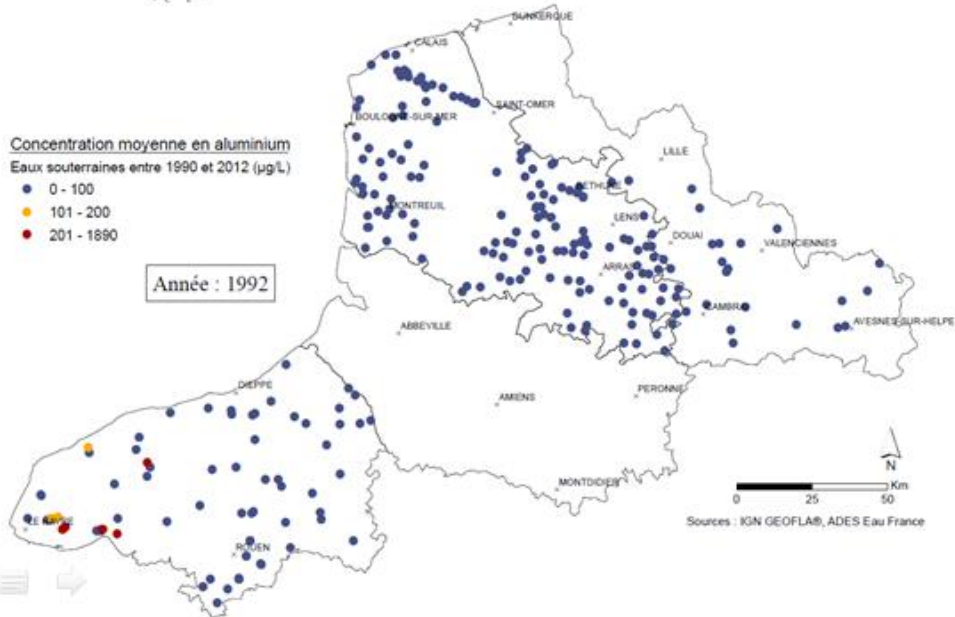 DUNKERQUE
CALAIS
SAINT-OMER
BOULOGNE-SUR-MER
Concentration moyenne en aluminium
Eaux souterraines entre 1990 et 2012 (µg/L)
0 - 100
101 - 200
201 - 1890
LILLE
BETHUNE
MONTREUIL
LENS
DOUAI
VALENCIENNES
Année : 1992
ARRAS
CAMBRAI
AVESNES-SUR-HELPE
ABBEVILLE
DIEPPE
AMIENS
PERONNE
N
MONTDIDIER
Km
0 25 50
Sources : IGN GEOFLA®, ADES Eau France
LE HAVRE
ROUEN